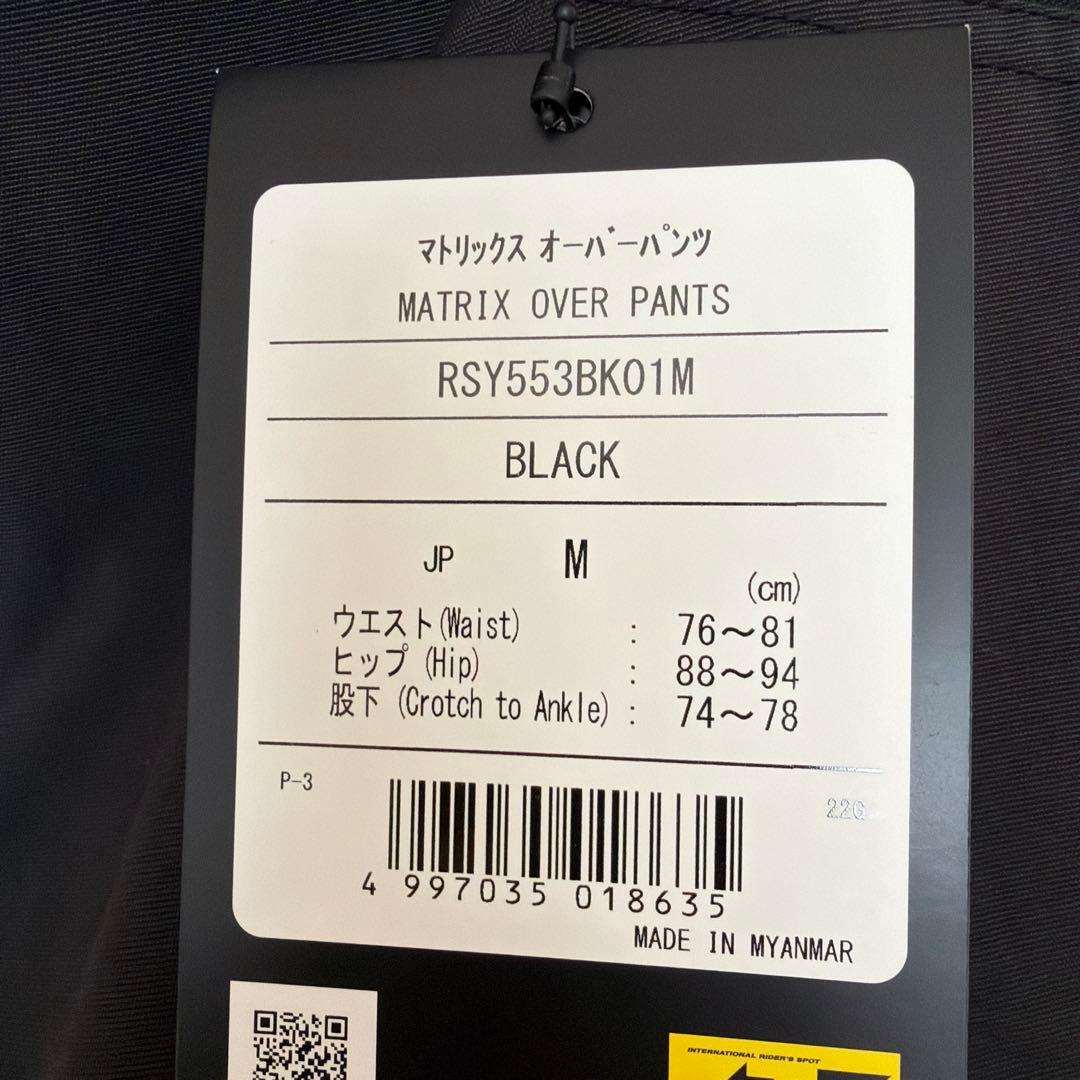 マトリックス オーバーパンツ
MATRIX OVER PANTS
RSY553BK01M
BLACK
JP M
(cm)
ウエスト(Waist) : 76～81
ヒップ (Hip) : 88～94
股下 (Crotch to Ankle) : 74～78
P-3
22G
4 997035 018635
MADE IN MYANMAR
INTERNATIONAL RIDER'S SPOT